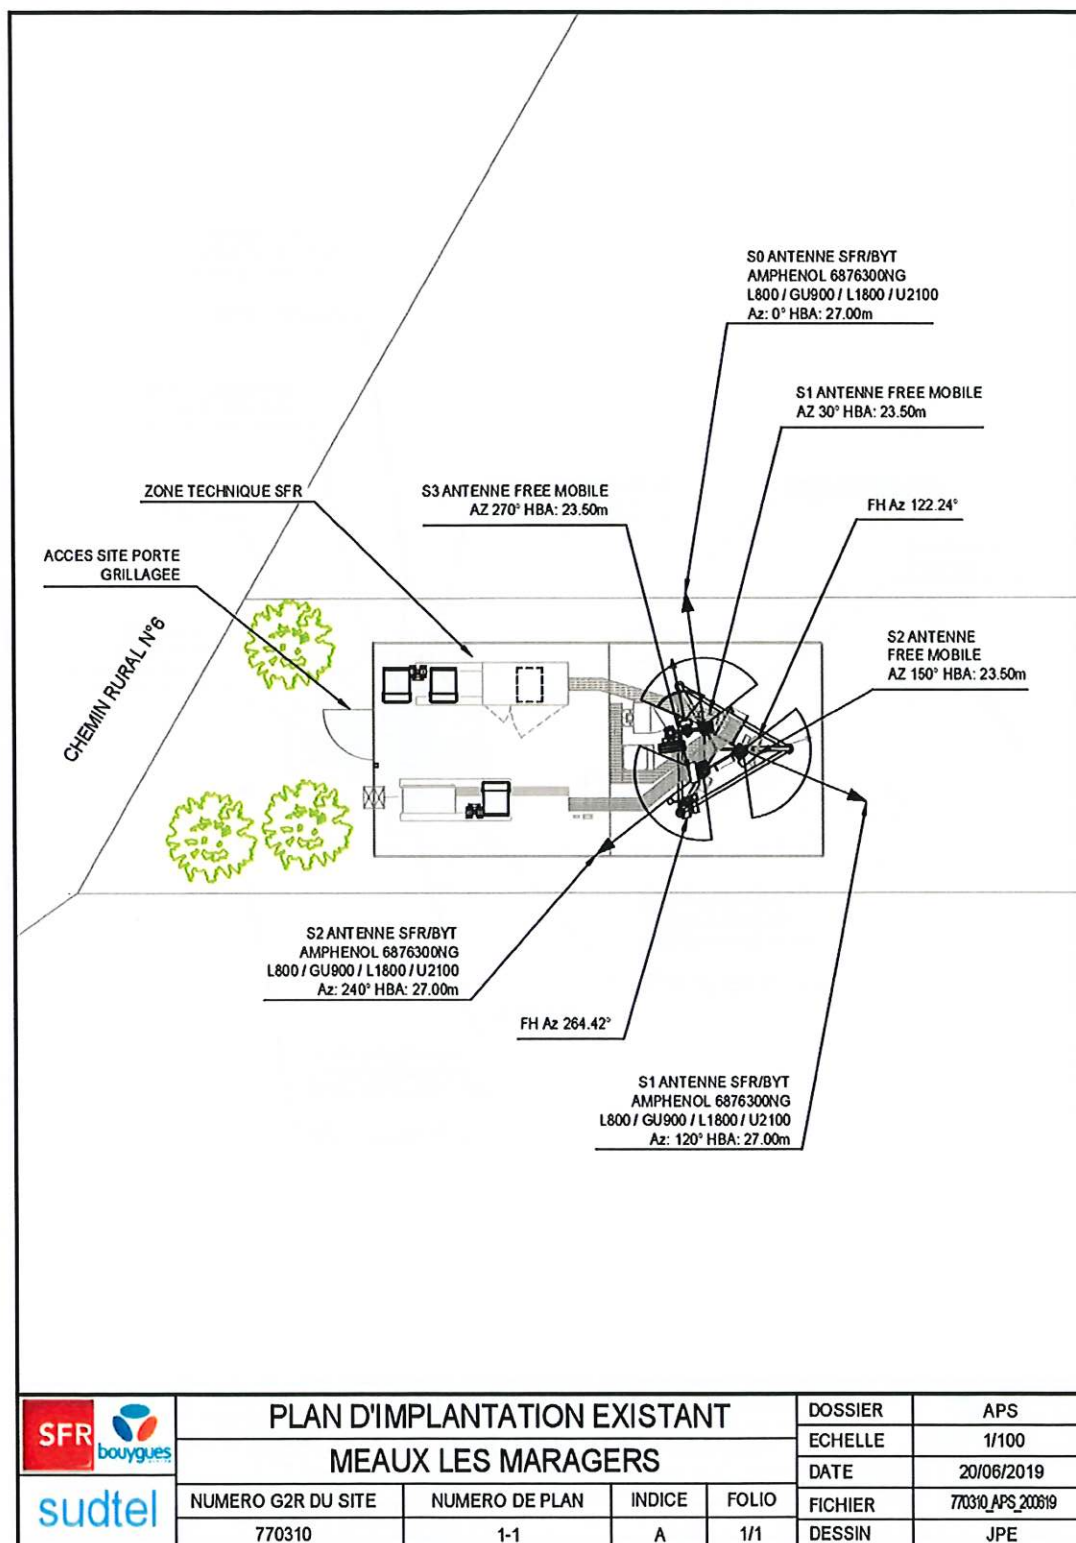 S0 ANTENNE SFR/BYT
AMPHENOL 6876300NG
L800 / GU900 / L1800 / U2100
Az: 0° HBA: 27.00m
S1 ANTENNE FREE MOBILE
AZ 30° HBA: 23.50m
ZONE TECHNIQUE SFR
S3 ANTENNE FREE MOBILE
AZ 270° HBA: 23.50m
FH Az 122.24°
ACCES SITE PORTE
GRILLAGEE
CHEMIN RURAL N°6
S2 ANTENNE
FREE MOBILE
AZ 150° HBA: 23.50m
S2 ANTENNE SFR/BYT
AMPHENOL 6876300NG
L800 / GU900 / L1800 / U2100
Az: 240° HBA: 27.00m
FH Az 264.42°
S1 ANTENNE SFR/BYT
AMPHENOL 6876300NG
L800 / GU900 / L1800 / U2100
Az: 120° HBA: 27.00m
SFR
bouygues
sudtel
PLAN D'IMPLANTATION EXISTANT
MEAUX LES MARAGERS
NUMERO G2R DU SITE NUMERO DE PLAN INDICE FOLIO
770310 1-1 A 1/1
DOSSIER APS
ECHELLE 1/100
DATE 20/06/2019
FICHIER 770310_APS_200619
DESSIN JPE